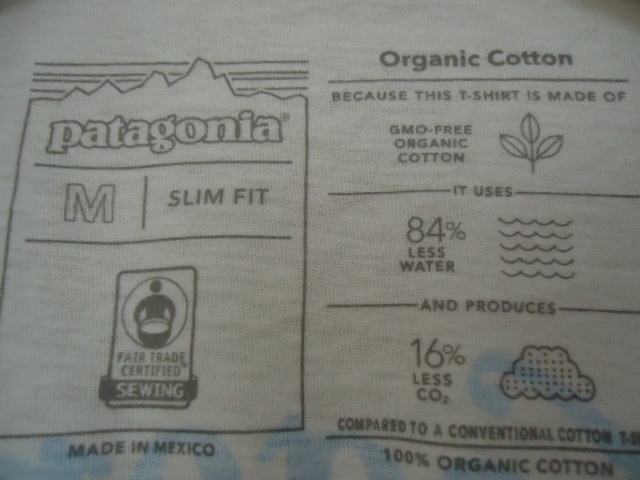 patagonia®
M | SLIM FIT
FAIR TRADE
CERTIFIED™
SEWING
MADE IN MEXICO
Organic Cotton
BECAUSE THIS T-SHIRT IS MADE OF
GMO-FREE
ORGANIC
COTTON
IT USES
84%
LESS
WATER
AND PRODUCES
16%
LESS
CO₂
COMPARED TO A CONVENTIONAL COTTON
100% ORGANIC COTTON